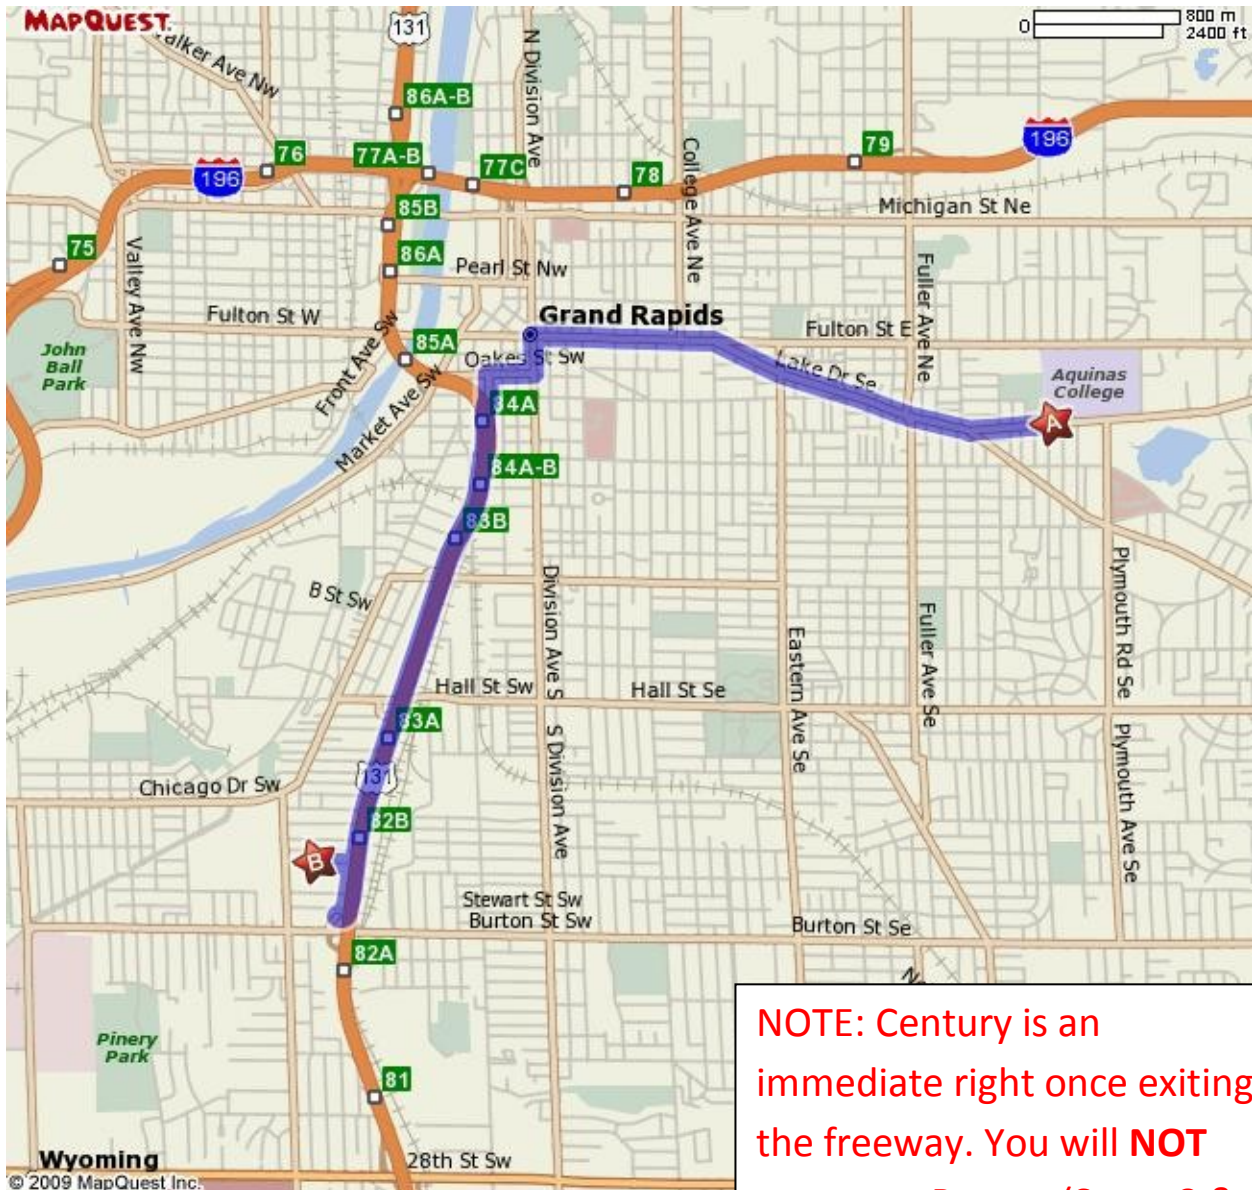 MAPQUEST.
131
0
800 m
2400 ft
Walker Ave Nw
N Division Ave
86A-B
76
77A-B
77C
78
79
196
196
College Ave Ne
Michigan St Ne
85B
75
86A
Valley Ave Nw
Pearl St Nw
Fuller Ave Ne
Fulton St W
Grand Rapids
Fulton St E
Front Ave Sw
85A
Oakes St Sw
John
Ball
Park
Lake Dr Se
Aquinas
College
Market Ave Sw
A
84A-B
83B
B St Sw
Division Ave S
Plymouth Rd Se
Fuller Ave Se
Eastern Ave Se
Hall St Sw
Hall St Se
83A
131
S Division Ave
Plymouth Ave Se
Chicago Dr Sw
82B
B
Stewart St Sw
Burton St Sw
Burton St Se
82A
NOTE: Century is an
immediate right once exiting
the freeway. You will NOT
Pinery
Park
81
Wyoming
28th St Sw
© 2009 MapQuest Inc.